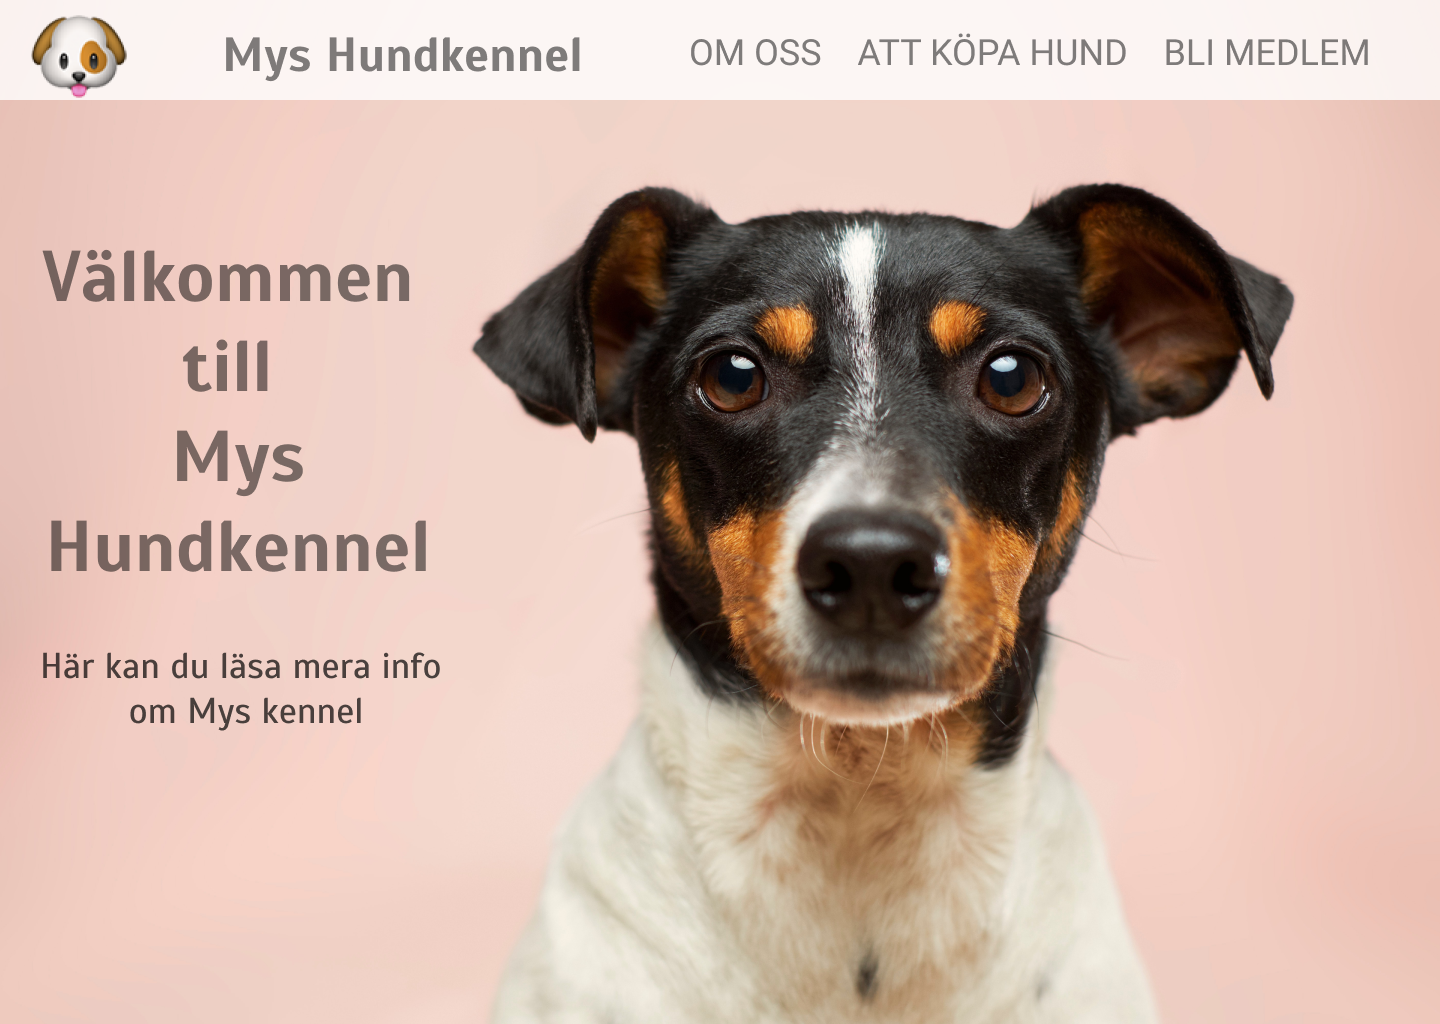 Mys Hundkennel
OM OSS
ATT KÖPA HUND
BLI MEDLEM
Välkommen
till
Mys
Hundkennel
Här kan du läsa mera info
om Mys kennel